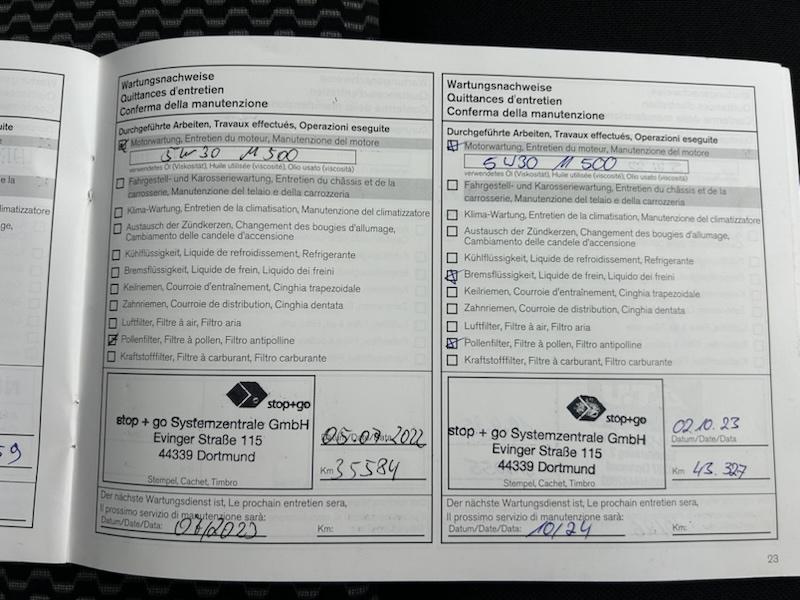 Wartungsnachweise
Quittances d'entretien
Conferma della manutenzione
Durchgeführte Arbeiten, Travaux effectués, Operazioni eseguite
Motorwartung, Entretien du moteur, Manutenzione del motore
5W30 M500
verwendetes Öl (Viskosität), Huile utilisée (viscosité), Olio usato (viscosità)
Fahrgestell- und Karosseriewartung, Entretien du châssis et de la
carrosserie, Manutenzione del telaio e della carrozzeria
Klima-Wartung, Entretien de la climatisation, Manutenzione del climatizzatore
Austausch der Zündkerzen, Changement des bougies d'allumage,
Cambiamento delle candele d'accensione
Kühlflüssigkeit, Liquide de refroidissement, Refrigerante
Bremsflüssigkeit, Liquide de frein, Liquido dei freini
Keilriemen, Courroie d'entraînement, Cinghia trapezoidale
Zahnriemen, Courroie de distribution, Cinghia dentata
Luftfilter, Filtre à air, Filtro aria
Pollenfilter, Filtre à pollen, Filtro antipolline
Kraftstofffilter, Filtre à carburant, Filtro carburante
stop+go
stop + go Systemzentrale GmbH
Evinger Straße 115
44339 Dortmund
Stempel, Cachet, Timbro
05.07.2022
Km 35584
Der nächste Wartungsdienst ist, Le prochain entretien sera,
Il prossimo servizio di manutenzione sarà:
Datum/Date/Data: 07/2023 Km:
Wartungsnachweise
Quittances d'entretien
Conferma della manutenzione
Durchgeführte Arbeiten, Travaux effectués, Operazioni eseguite
Motorwartung, Entretien du moteur, Manutenzione del motore
5W30 M500
verwendetes Öl (Viskosität), Huile utilisée (viscosité), Olio usato (viscosità)
Fahrgestell- und Karosseriewartung, Entretien du châssis et de la
carrosserie, Manutenzione del telaio e della carrozzeria
Klima-Wartung, Entretien de la climatisation, Manutenzione del climatizzatore
Austausch der Zündkerzen, Changement des bougies d'allumage,
Cambiamento delle candele d'accensione
Kühlflüssigkeit, Liquide de refroidissement, Refrigerante
Bremsflüssigkeit, Liquide de frein, Liquido dei freini
Keilriemen, Courroie d'entraînement, Cinghia trapezoidale
Zahnriemen, Courroie de distribution, Cinghia dentata
Luftfilter, Filtre à air, Filtro aria
Pollenfilter, Filtre à pollen, Filtro antipolline
Kraftstofffilter, Filtre à carburant, Filtro carburante
stop+go
stop + go Systemzentrale GmbH
Evinger Straße 115
44339 Dortmund
Stempel, Cachet, Timbro
02.10.23
Datum/Date/Data
Km 43.327
Der nächste Wartungsdienst ist, Le prochain entretien sera,
Il prossimo servizio di manutenzione sarà:
Datum/Date/Data: 10/24 Km:
23